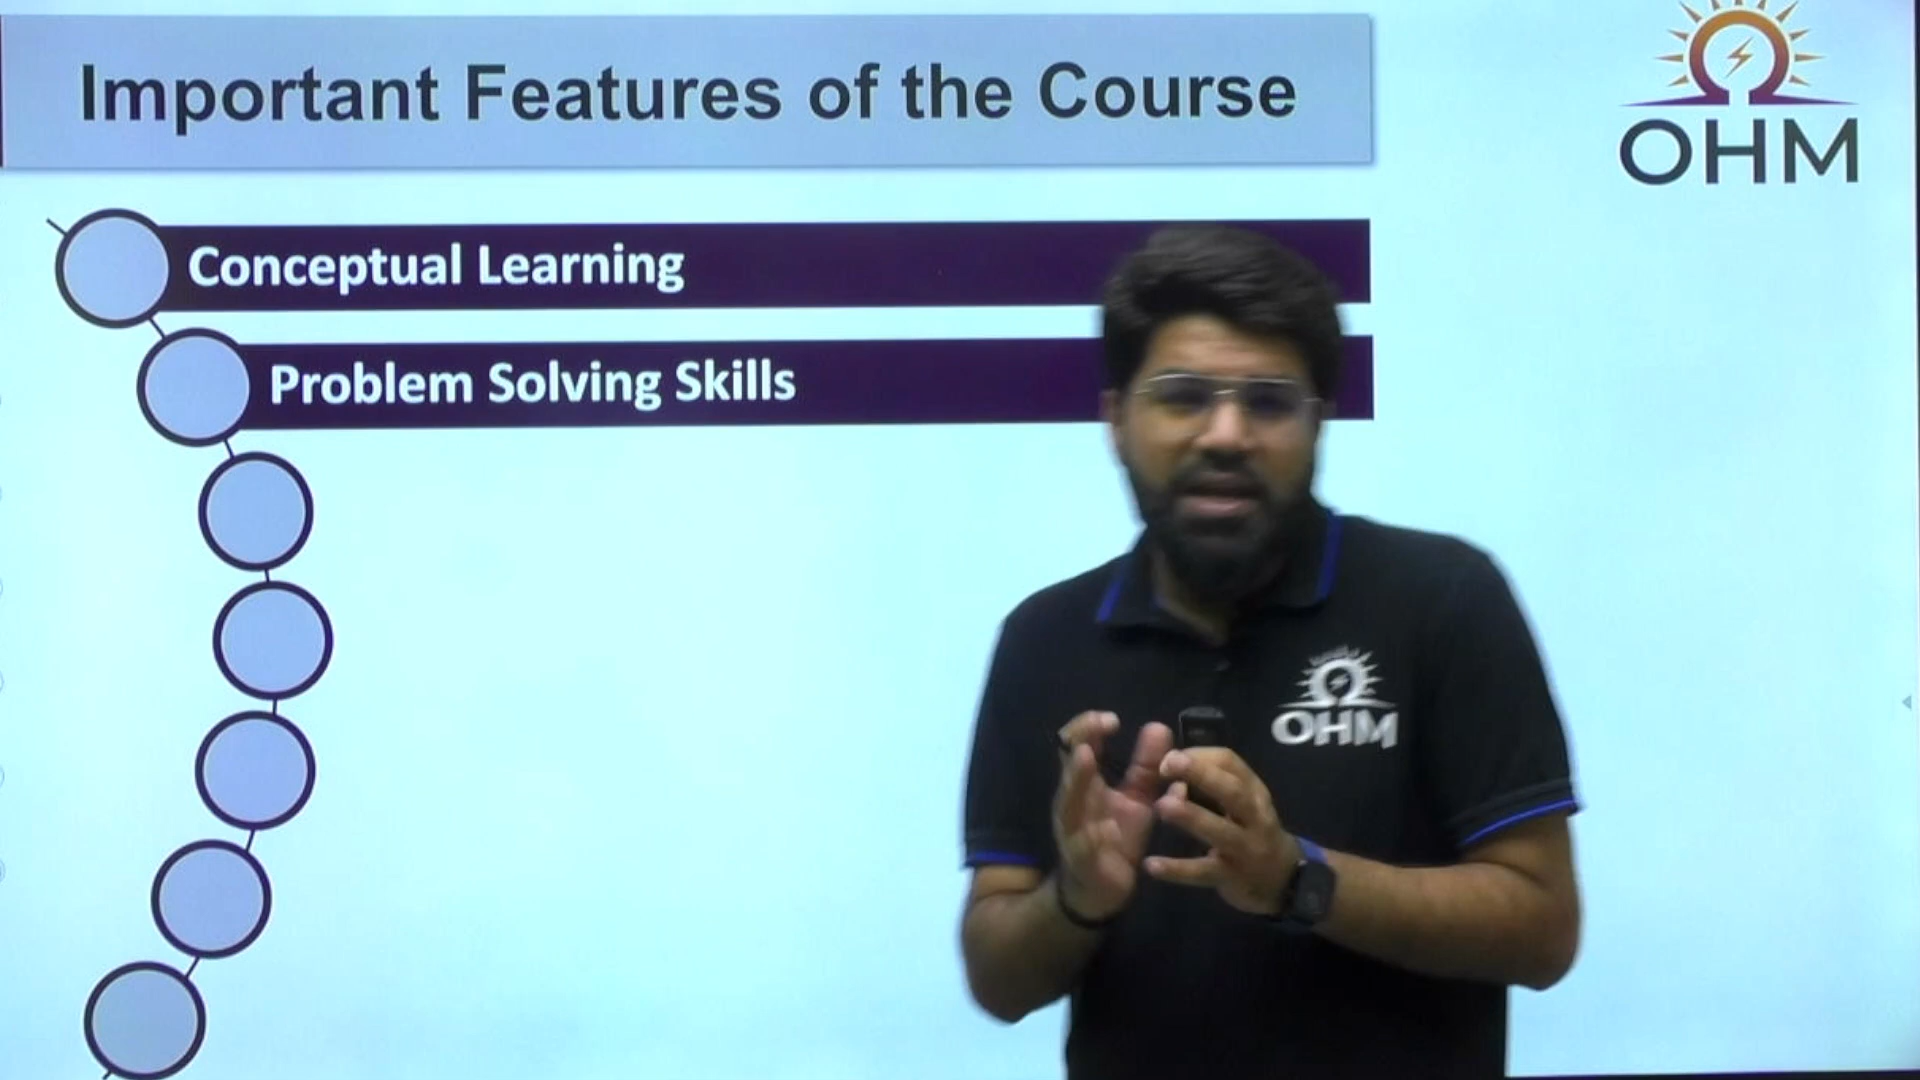 Important Features of the Course
OHM
Conceptual Learning
Problem Solving Skills
OHM